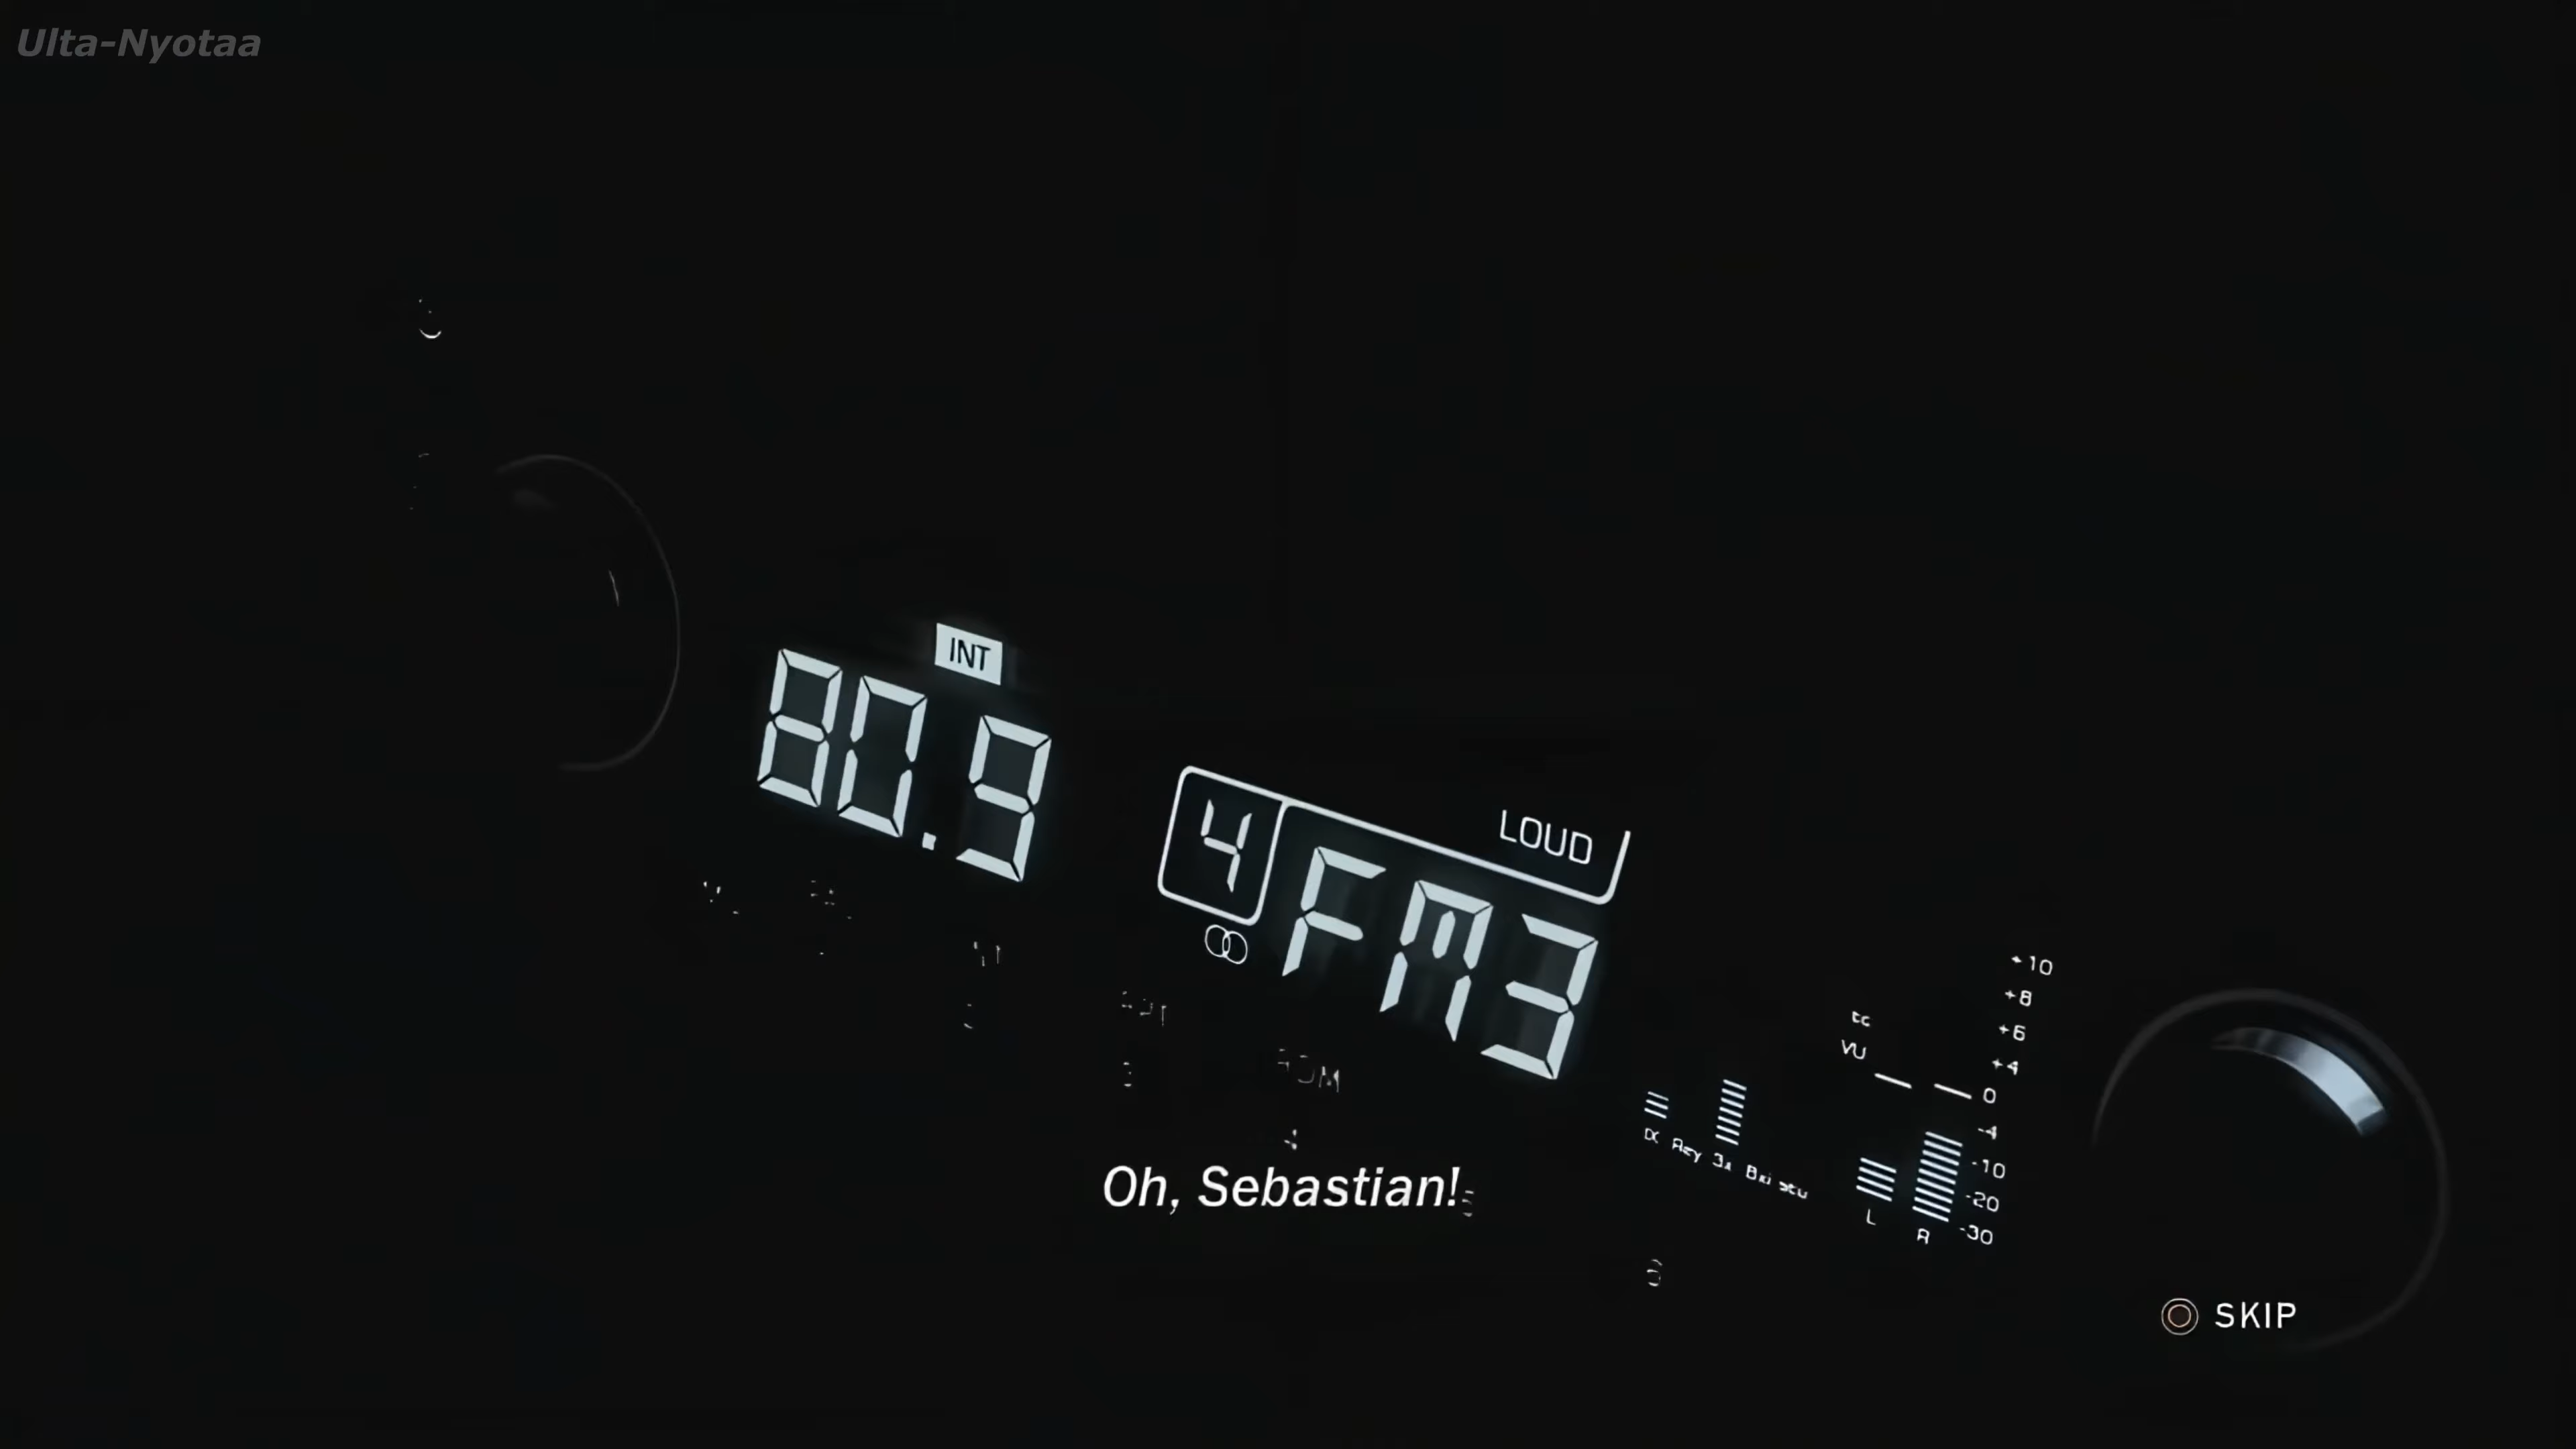 Ulta-Nyotaa
INT
80.9
4
LOUD
FM3
+10
+8
+6
+4
0
-4
-10
-20
-30
VU
L
R
Oh, Sebastian!
SKIP